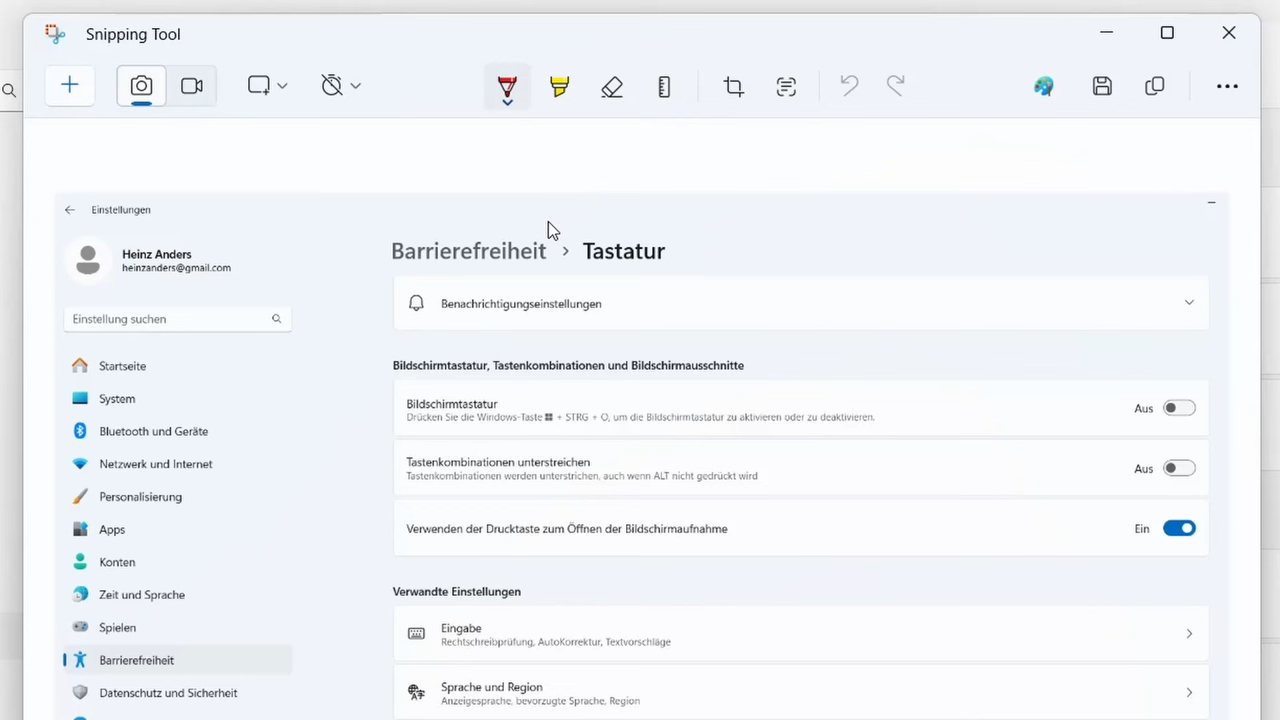 Snipping Tool
Einstellungen
Heinz Anders
heinzanders@gmail.com
Einstellung suchen
Startseite
System
Bluetooth und Geräte
Netzwerk und Internet
Personalisierung
Apps
Konten
Zeit und Sprache
Spielen
Barrierefreiheit
Datenschutz und Sicherheit
Barrierefreiheit › Tastatur
Benachrichtigungseinstellungen
Bildschirmtastatur, Tastenkombinationen und Bildschirmausschnitte
Bildschirmtastatur
Aus
Drücken Sie die Windows-Taste + STRG + O, um die Bildschirmtastatur zu aktivieren oder zu deaktivieren.
Tastenkombinationen unterstreichen
Aus
Tastenkombinationen werden unterstrichen, auch wenn ALT nicht gedrückt wird
Verwenden der Drucktaste zum Öffnen der Bildschirmaufnahme
Ein
Verwandte Einstellungen
Eingabe
Rechtschreibprüfung, AutoKorrektur, Textvorschläge
Sprache und Region
Anzeigesprache, bevorzugte Sprache, Region